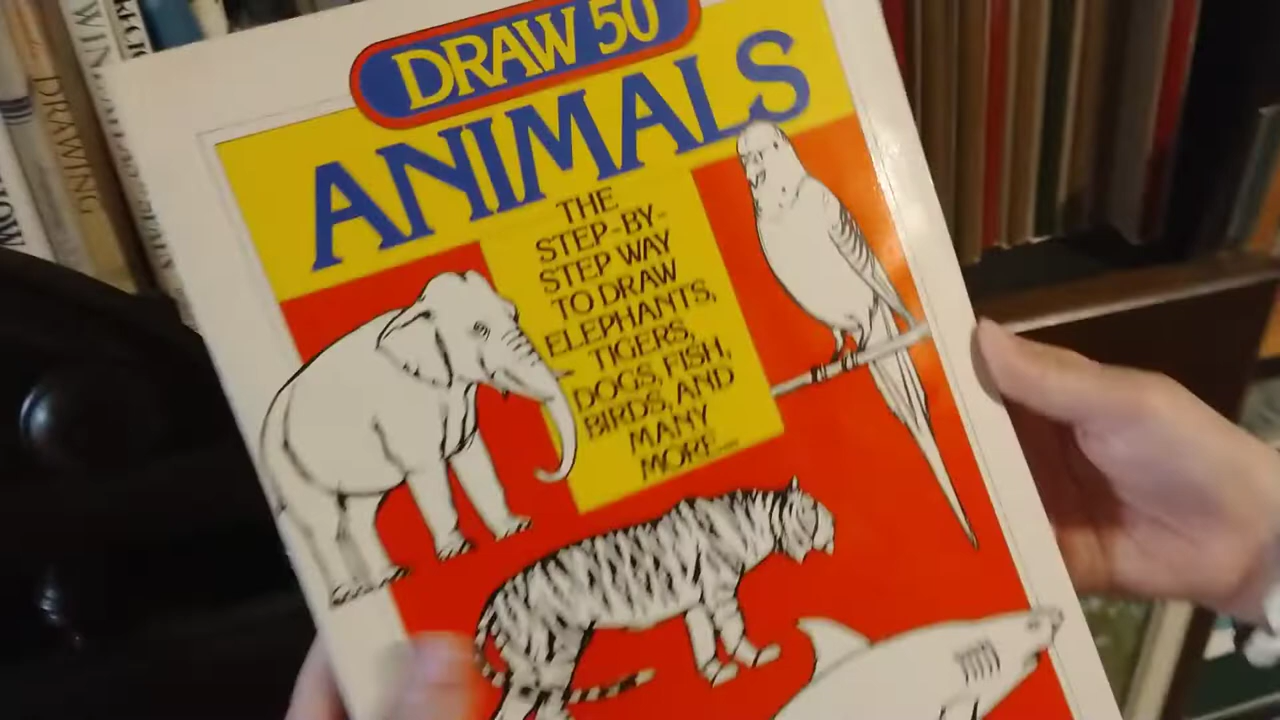 DRAW 50
ANIMALS
THE
STEP-BY-
STEP WAY
TO DRAW
ELEPHANTS,
TIGERS,
DOGS, FISH,
BIRDS, AND
MANY
MORE...
DRAWING